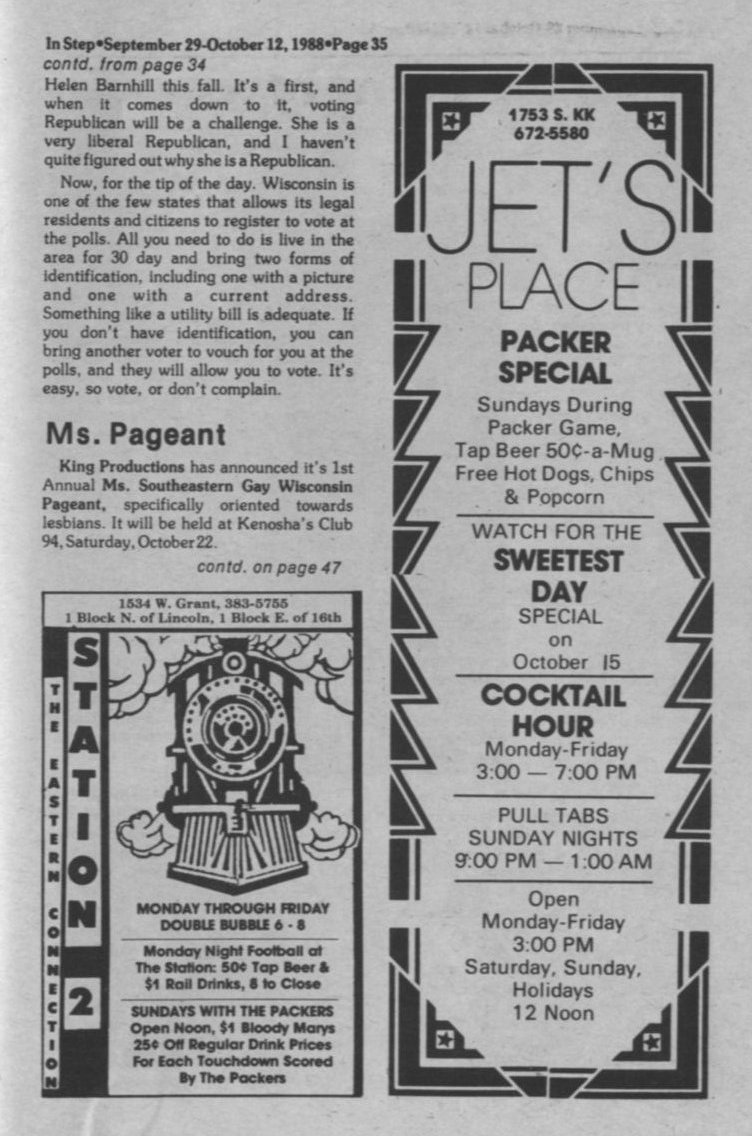 In Step•September 29-October 12, 1988•Page 35
contd. from page 34
Helen Barnhill this fall. It's a first, and
when it comes down to it, voting
Republican will be a challenge. She is a
very liberal Republican, and I haven't
quite figured out why she is a Republican.
Now, for the tip of the day. Wisconsin is
one of the few states that allows its legal
residents and citizens to register to vote at
the polls. All you need to do is live in the
area for 30 day and bring two forms of
identification, including one with a picture
and one with a current address.
Something like a utility bill is adequate. If
you don't have identification, you can
bring another voter to vouch for you at the
polls, and they will allow you to vote. It's
easy, so vote, or don't complain.
Ms. Pageant
King Productions has announced it's 1st
Annual Ms. Southeastern Gay Wisconsin
Pageant, specifically oriented towards
lesbians. It will be held at Kenosha's Club
94, Saturday, October 22.
contd. on page 47
1534 W. Grant, 383-5755
1 Block N. of Lincoln, 1 Block E. of 16th
STATION 2
THE EASTERN CONNECTION
MONDAY THROUGH FRIDAY
DOUBLE BUBBLE 6 - 8
Monday Night Football at
The Station: 50¢ Tap Beer &
$1 Rail Drinks, 8 to Close
SUNDAYS WITH THE PACKERS
Open Noon, $1 Bloody Marys
25¢ Off Regular Drink Prices
For Each Touchdown Scored
By The Packers
1753 S. KK
672-5580
JET'S
PLACE
PACKER
SPECIAL
Sundays During
Packer Game,
Tap Beer 50¢-a-Mug
Free Hot Dogs, Chips
& Popcorn
WATCH FOR THE
SWEETEST
DAY
SPECIAL
on
October 15
COCKTAIL
HOUR
Monday-Friday
3:00 — 7:00 PM
PULL TABS
SUNDAY NIGHTS
9:00 PM — 1:00 AM
Open
Monday-Friday
3:00 PM
Saturday, Sunday,
Holidays
12 Noon